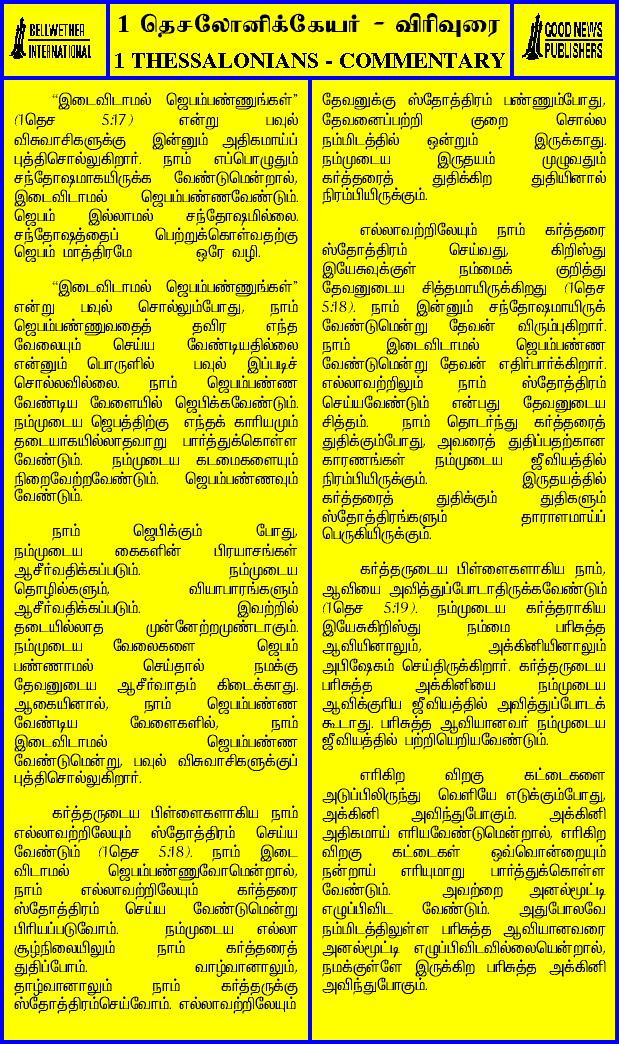 BELLWETHER
INTERNATIONAL
1 தெசலோனிக்கேயர் - விரிவுரை
1 THESSALONIANS - COMMENTARY
GOOD NEWS
PUBLISHERS
“இடைவிடாமல் ஜெபம்பண்ணுங்கள்”
(1தெச 5:17) என்று பவுல்
விசுவாசிகளுக்கு இன்னும் அதிகமாய்ப்
புத்திசொல்லுகிறார். நாம் எப்பொழுதும்
சந்தோஷமாகயிருக்க வேண்டுமென்றால்,
இடைவிடாமல் ஜெபம்பண்ணவேண்டும்.
ஜெபம் இல்லாமல் சந்தோஷமில்லை.
சந்தோஷத்தைப் பெற்றுக்கொள்வதற்கு
ஜெபம் மாத்திரமே ஒரே வழி.
“இடைவிடாமல் ஜெபம்பண்ணுங்கள்”
என்று பவுல் சொல்லும்போது, நாம்
ஜெபம்பண்ணுவதைத் தவிர எந்த
வேலையும் செய்ய வேண்டியதில்லை
என்னும் பொருளில் பவுல் இப்படிச்
சொல்லவில்லை. நாம் ஜெபம்பண்ண
வேண்டிய வேளையில் ஜெபிக்கவேண்டும்.
நம்முடைய ஜெபத்திற்கு எந்தக் காரியமும்
தடையாகயில்லாதவாறு பார்த்துக்கொள்ள
வேண்டும். நம்முடைய கடமைகளையும்
நிறைவேற்றவேண்டும். ஜெபம்பண்ணவும்
வேண்டும்.
நாம் ஜெபிக்கும் போது,
நம்முடைய கைகளின் பிரயாசங்கள்
ஆசீர்வதிக்கப்படும். நம்முடைய
தொழில்களும், வியாபாரங்களும்
ஆசீர்வதிக்கப்படும். இவற்றில்
தடையில்லாத முன்னேற்றமுண்டாகும்.
நம்முடைய வேலைகளை ஜெபம்
பண்ணாமல் செய்தால் நமக்கு
தேவனுடைய ஆசீர்வாதம் கிடைக்காது.
ஆகையினால், நாம் ஜெபம்பண்ண
வேண்டிய வேளைகளில், நாம்
இடைவிடாமல் ஜெபம்பண்ண
வேண்டுமென்று, பவுல் விசுவாசிகளுக்குப்
புத்திசொல்லுகிறார்.
கர்த்தருடைய பிள்ளைகளாகிய நாம்
எல்லாவற்றிலேயும் ஸ்தோத்திரம் செய்ய
வேண்டும் (1தெச 5:18). நாம் இடை
விடாமல் ஜெபம்பண்ணுவோமென்றால்,
நாம் எல்லாவற்றிலேயும் கர்த்தரை
ஸ்தோத்திரம் செய்ய வேண்டுமென்று
பிரியப்படுவோம். நம்முடைய எல்லா
சூழ்நிலையிலும் நாம் கர்த்தரைத்
துதிப்போம். வாழ்வானாலும்,
தாழ்வானாலும் நாம் கர்த்தருக்கு
ஸ்தோத்திரம்செய்வோம். எல்லாவற்றிலேயும்
தேவனுக்கு ஸ்தோத்திரம் பண்ணும்போது,
தேவனைப்பற்றி குறை சொல்ல
நம்மிடத்தில் ஒன்றும் இருக்காது.
நம்முடைய இருதயம் முழுவதும்
கர்த்தரைத் துதிக்கிற துதியினால்
நிரம்பியிருக்கும்.
எல்லாவற்றிலேயும் நாம் கர்த்தரை
ஸ்தோத்திரம் செய்வது, கிறிஸ்து
இயேசுவுக்குள் நம்மைக் குறித்து
தேவனுடைய சித்தமாயிருக்கிறது (1தெச
5:18). நாம் இன்னும் சந்தோஷமாயிருக்
வேண்டுமென்று தேவன் விரும்புகிறார்.
நாம் இடைவிடாமல் ஜெபம்பண்ண
வேண்டுமென்று தேவன் எதிர்பார்க்கிறார்.
எல்லாவற்றிலும் நாம் ஸ்தோத்திரம்
செய்யவேண்டும் என்பது தேவனுடைய
சித்தம். நாம் தொடர்ந்து கர்த்தரைத்
துதிக்கும்போது, அவரைத் துதிப்பதற்கான
காரணங்கள் நம்முடைய ஜீவியத்தில்
நிரம்பியிருக்கும். இருதயத்தில்
கர்த்தரைத் துதிக்கும் துதிகளும்
ஸ்தோத்திரங்களும் தாராளமாய்ப்
பெருகியிருக்கும்.
கர்த்தருடைய பிள்ளைகளாகிய நாம்,
ஆவியை அவித்துப்போடாதிருக்கவேண்டும்
(1தெச 5:19). நம்முடைய கர்த்தராகிய
இயேசுகிறிஸ்து நம்மை பரிசுத்த
ஆவியினாலும், அக்கினியினாலும்
அபிஷேகம் செய்திருக்கிறார். கர்த்தருடைய
பரிசுத்த அக்கினியை நம்முடைய
ஆவிக்குரிய ஜீவியத்தில் அவித்துப்போடக்
கூடாது. பரிசுத்த ஆவியானவர் நம்முடைய
ஜீவியத்தில் பற்றியெறியவேண்டும்.
எரிகிற விறகு கட்டைகளை
அடுப்பிலிருந்து வெளியே எடுக்கும்போது,
அக்கினி அவிந்துபோகும். அக்கினி
அதிகமாய் எரியவேண்டுமென்றால், எரிகிற
விறகு கட்டைகள் ஒவ்வொன்றையும்
நன்றாய் எரியுமாறு பார்த்துக்கொள்ள
வேண்டும். அவற்றை அனல்மூட்டி
எழுப்பிவிட வேண்டும். அதுபோலவே
நம்மிடத்திலுள்ள பரிசுத்த ஆவியானவரை
அனல்மூட்டி எழுப்பிவிடவில்லையென்றால்,
நமக்குள்ளே இருக்கிற பரிசுத்த அக்கினி
அவிந்துபோகும்.